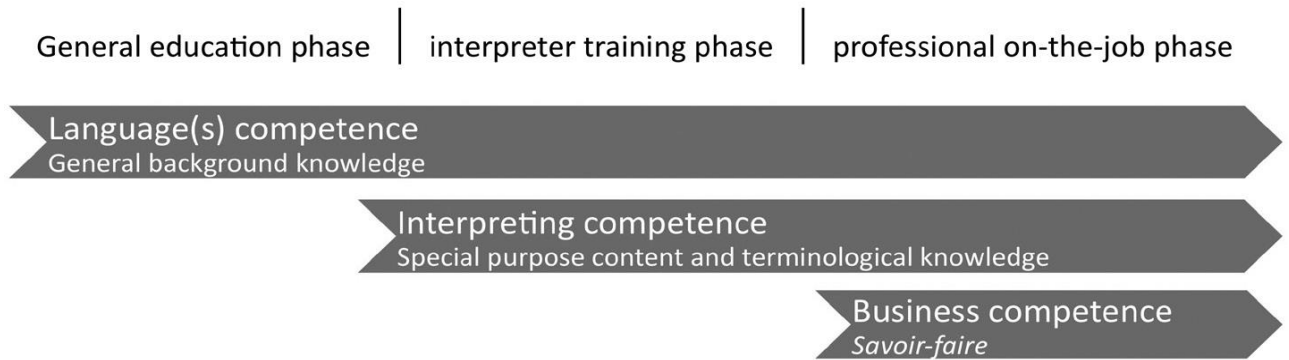 General education phase | interpreter training phase | professional on-the-job phase
Language(s) competence
General background knowledge
Interpreting competence
Special purpose content and terminological knowledge
Business competence
Savoir-faire